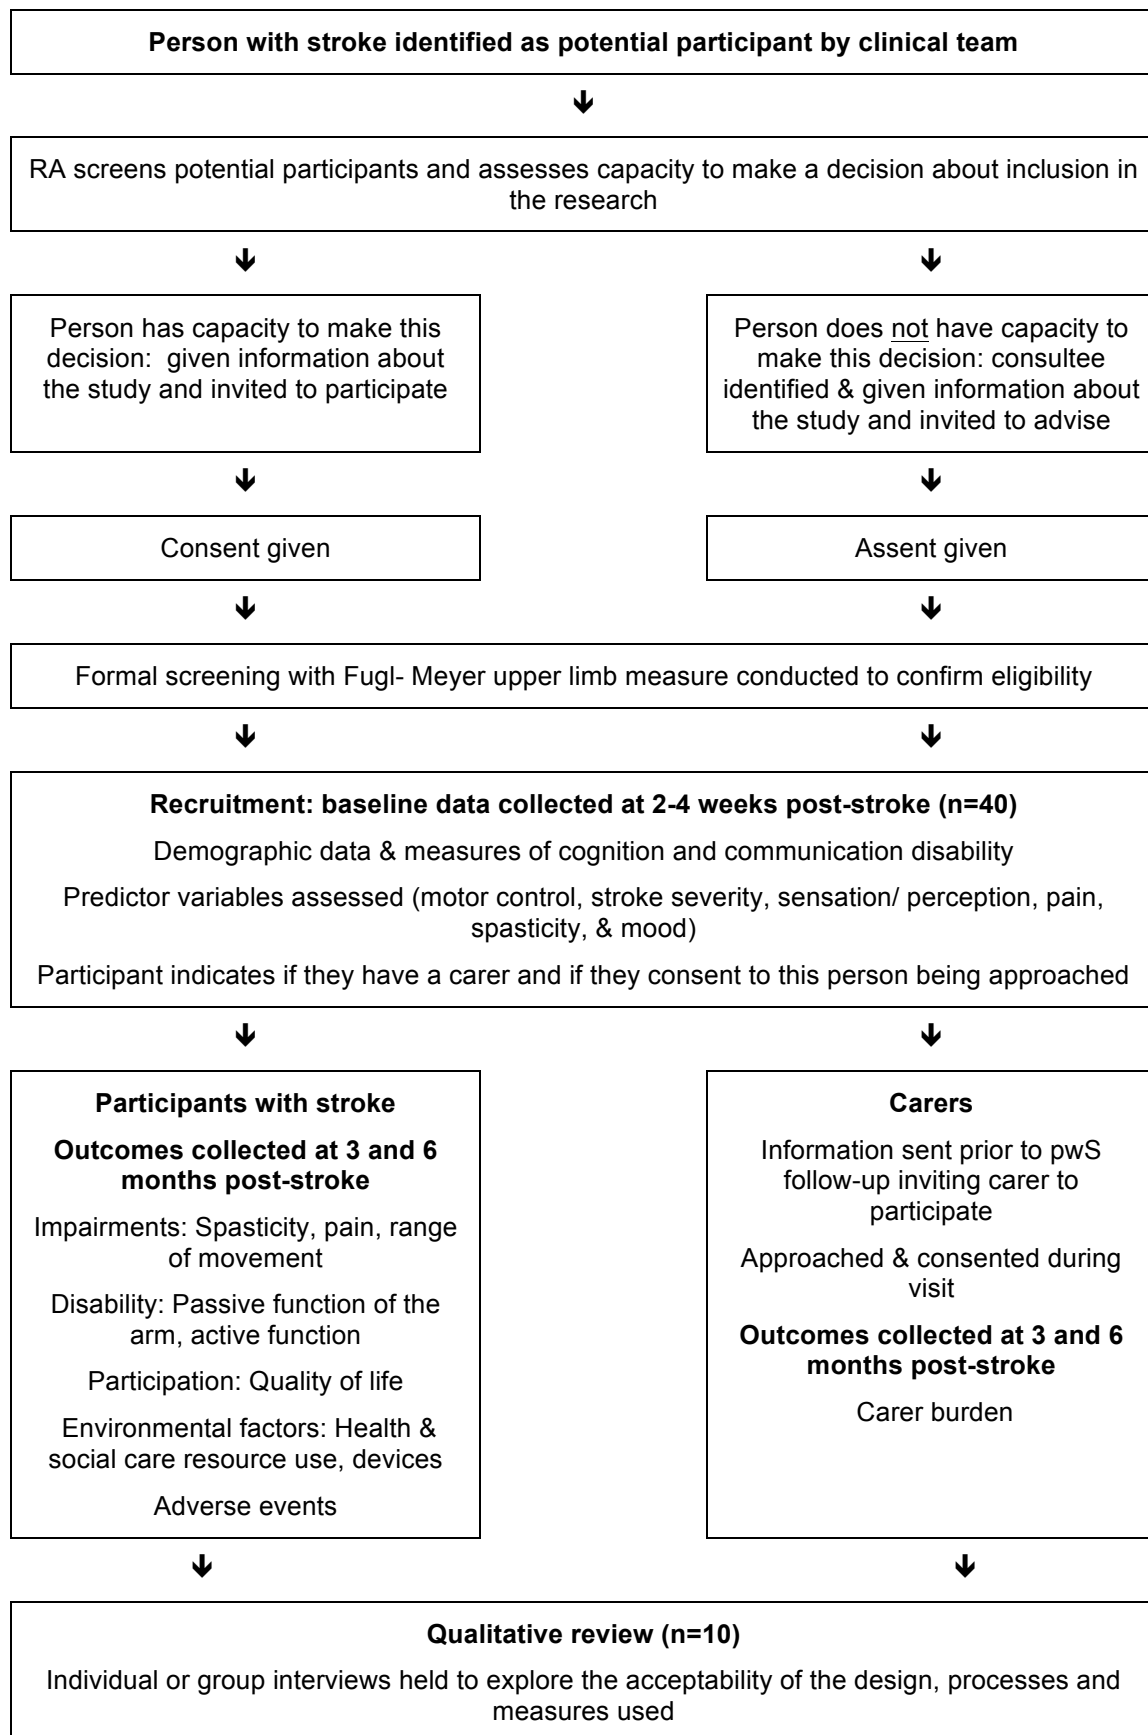 Person with stroke identified as potential participant by clinical team
RA screens potential participants and assesses capacity to make a decision about inclusion in
the research
Person has capacity to make this
decision:  given information about
the study and invited to participate
Person does not have capacity to
make this decision: consultee
identified & given information about
the study and invited to advise
Consent given
Assent given
Formal screening with Fugl- Meyer upper limb measure conducted to confirm eligibility
Recruitment: baseline data collected at 2-4 weeks post-stroke (n=40)
Demographic data & measures of cognition and communication disability
Predictor variables assessed (motor control, stroke severity, sensation/ perception, pain,
spasticity, & mood)
Participant indicates if they have a carer and if they consent to this person being approached
Participants with stroke
Outcomes collected at 3 and 6
months post-stroke
Impairments: Spasticity, pain, range
of movement
Disability: Passive function of the
arm, active function
Participation: Quality of life
Environmental factors: Health &
social care resource use, devices
Adverse events
Carers
Information sent prior to pwS
follow-up inviting carer to
participate
Approached & consented during
visit
Outcomes collected at 3 and 6
months post-stroke
Carer burden
Qualitative review (n=10)
Individual or group interviews held to explore the acceptability of the design, processes and
measures used